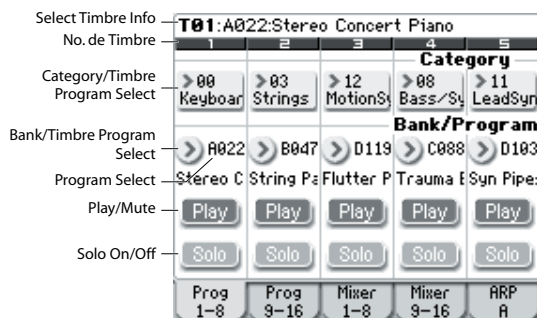 Select Timbre Info
T01:A022:Stereo Concert Piano
No. de Timbre
1 2 3 4 5
Category
Category/Timbre
Program Select
00 03 12 08 11
Keyboar Strings MotionSy Bass/Sy LeadSyn
Bank/Program
Bank/Timbre Program
Select
A022 B047 D119 C088 D103
Program Select
Stereo C String Pa Flutter P Trauma Syn Pipe
Play/Mute
Play Play Play Play Play
Solo On/Off
Solo Solo Solo Solo Solo
Prog Prog Mixer Mixer ARP
1-8 9-16 1-8 9-16 A